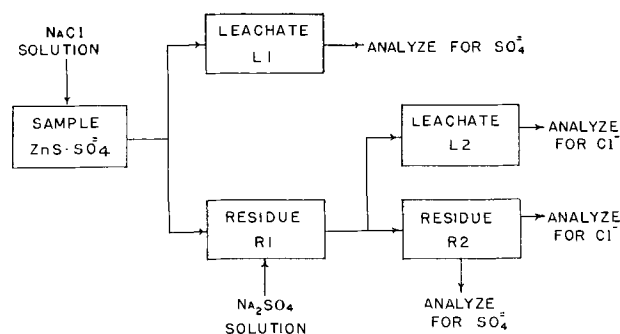 NaCl
SOLUTION
SAMPLE
ZnS·SO₄⁼
LEACHATE
L1
ANALYZE FOR SO₄⁼
LEACHATE
L2
ANALYZE
FOR Cl⁻
RESIDUE
R1
RESIDUE
R2
ANALYZE
FOR Cl⁻
Na₂SO₄
SOLUTION
ANALYZE
FOR SO₄⁼